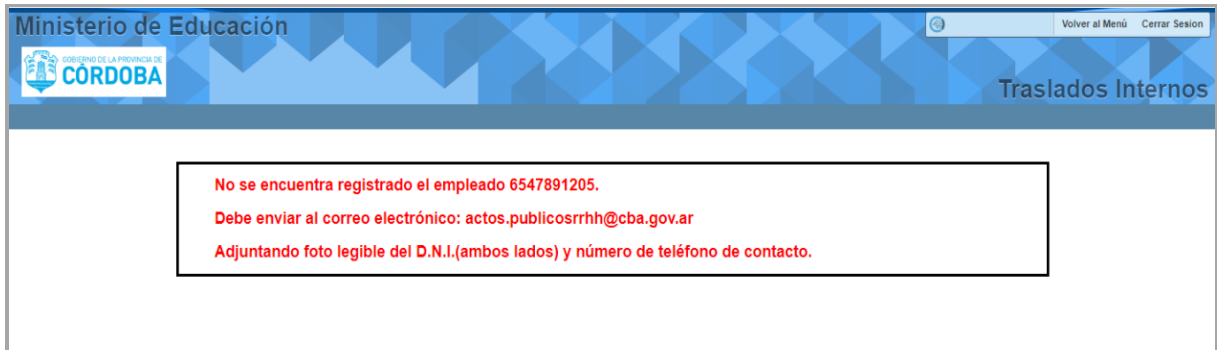 Ministerio de Educación
Volver al Menú Cerrar Sesion
GOBIERNO DE LA PROVINCIA DE
CÓRDOBA
Traslados Internos
No se encuentra registrado el empleado 6547891205.
Debe enviar al correo electrónico: actos.publicosrrhh@cba.gov.ar
Adjuntando foto legible del D.N.I.(ambos lados) y número de teléfono de contacto.